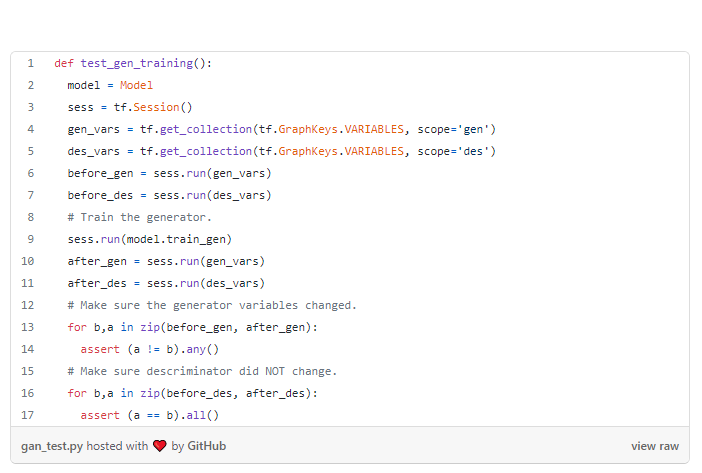 1 def test_gen_training():
2   model = Model
3   sess = tf.Session()
4   gen_vars = tf.get_collection(tf.GraphKeys.VARIABLES, scope='gen')
5   des_vars = tf.get_collection(tf.GraphKeys.VARIABLES, scope='des')
6   before_gen = sess.run(gen_vars)
7   before_des = sess.run(des_vars)
8   # Train the generator.
9   sess.run(model.train_gen)
10   after_gen = sess.run(gen_vars)
11   after_des = sess.run(des_vars)
12   # Make sure the generator variables changed.
13   for b,a in zip(before_gen, after_gen):
14     assert (a != b).any()
15   # Make sure descriminator did NOT change.
16   for b,a in zip(before_des, after_des):
17     assert (a == b).all()
gan_test.py hosted with ❤ by GitHub view raw